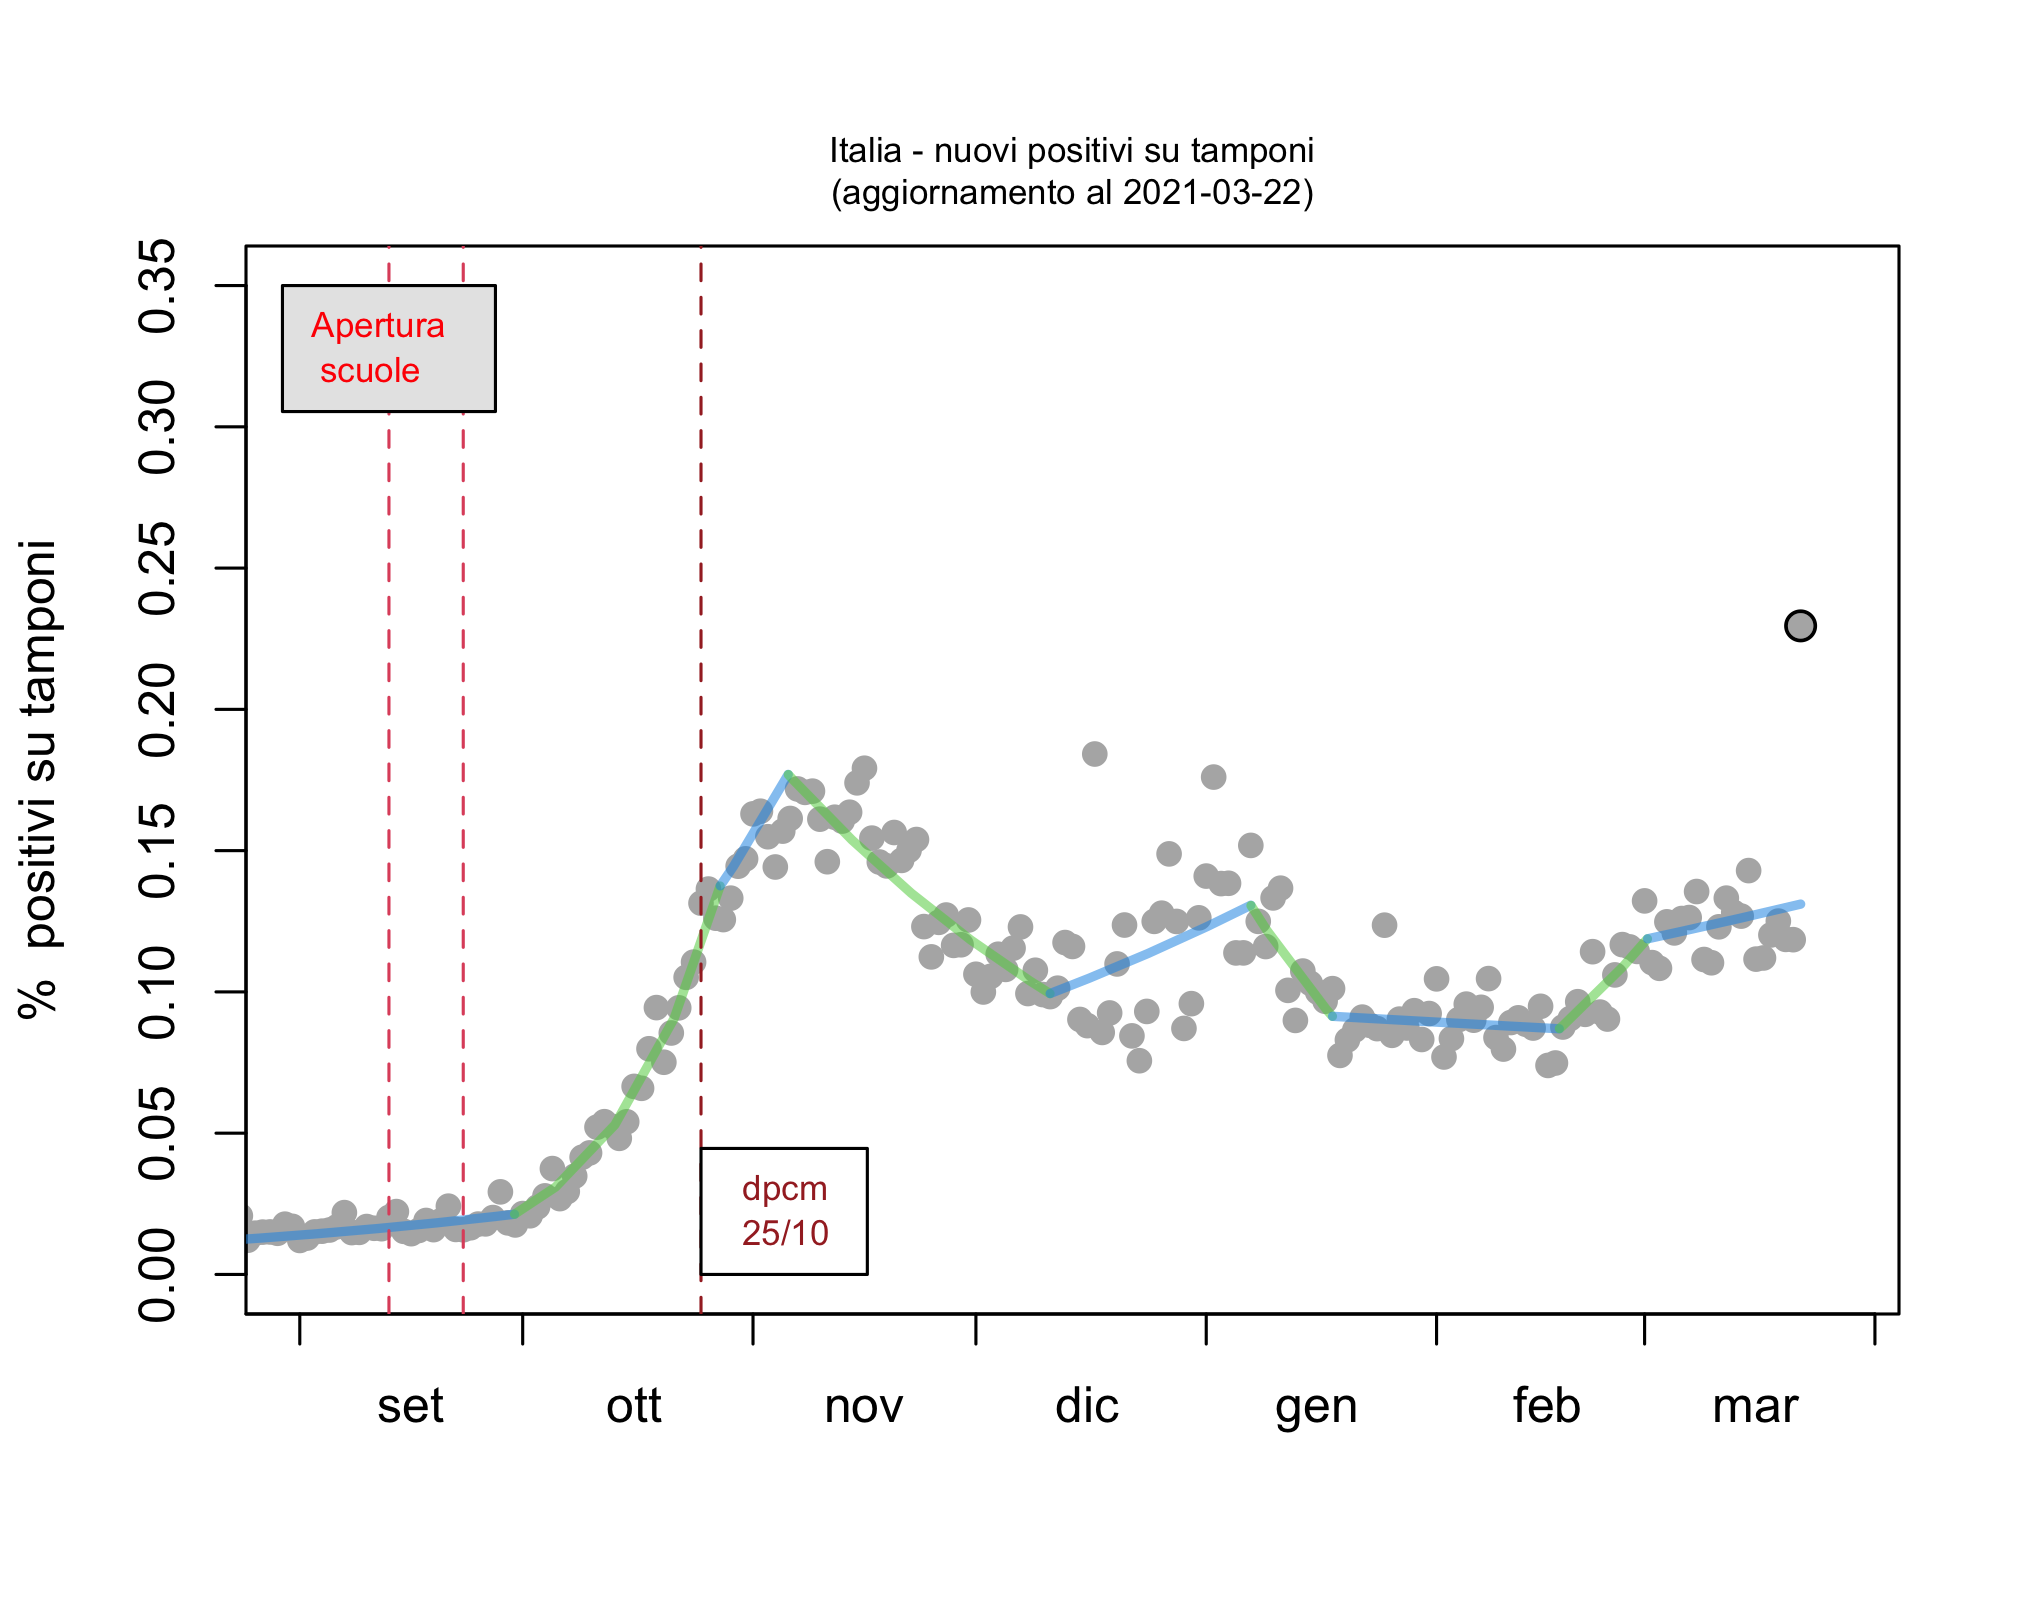 Italia - nuovi positivi su tamponi
(aggiornamento al 2021-03-22)
% positivi su tamponi
0.35
0.30
0.25
0.20
0.15
0.10
0.05
0.00
Apertura
scuole
dpcm
25/10
set ott nov dic gen feb mar